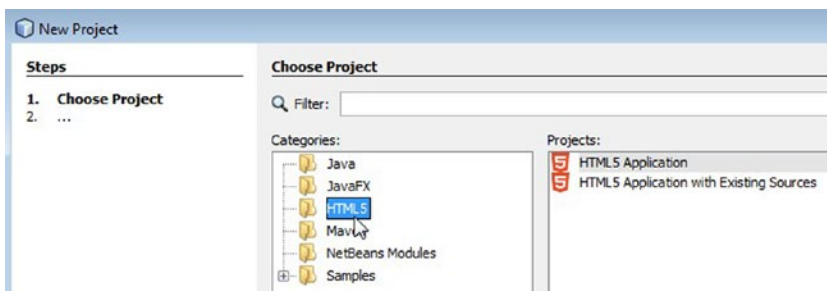 New Project
Steps
1. Choose Project
2. ...
Choose Project
Filter:
Categories:
Java
JavaFX
HTML5
NetBeans Modules
Samples
Projects:
HTML5 Application
HTML5 Application with Existing Sources